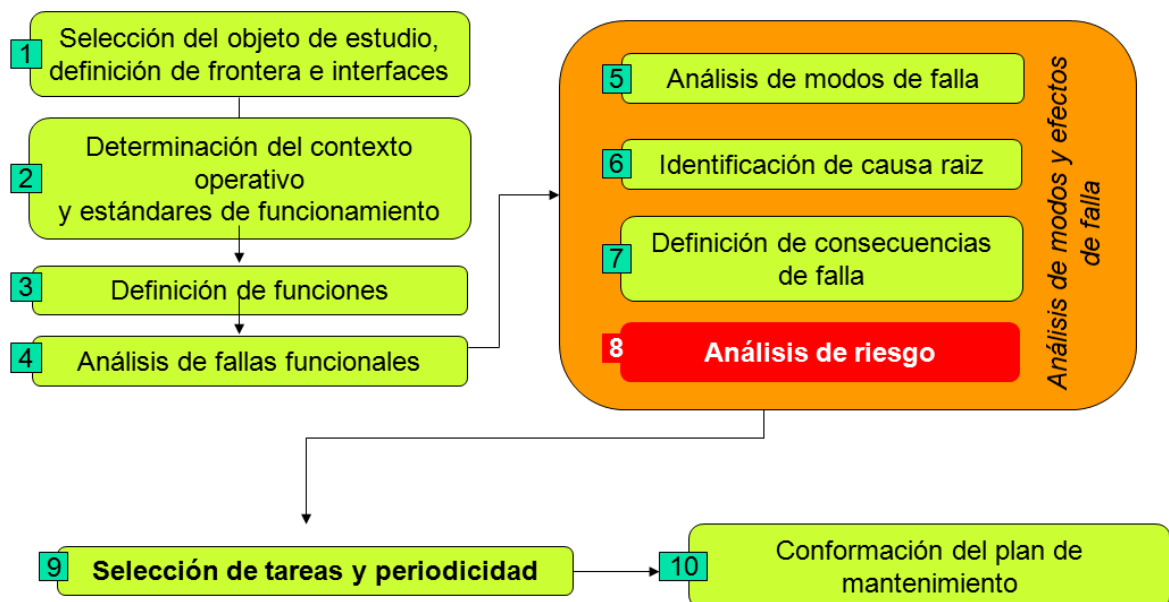 1
Selección del objeto de estudio,
definición de frontera e interfaces
2
Determinación del contexto
operativo
y estándares de funcionamiento
3
Definición de funciones
4
Análisis de fallas funcionales
5
Análisis de modos de falla
6
Identificación de causa raiz
7
Definición de consecuencias
de falla
8
Análisis de riesgo
Análisis de modos y efectos
de falla
9
Selección de tareas y periodicidad
10
Conformación del plan de
mantenimiento